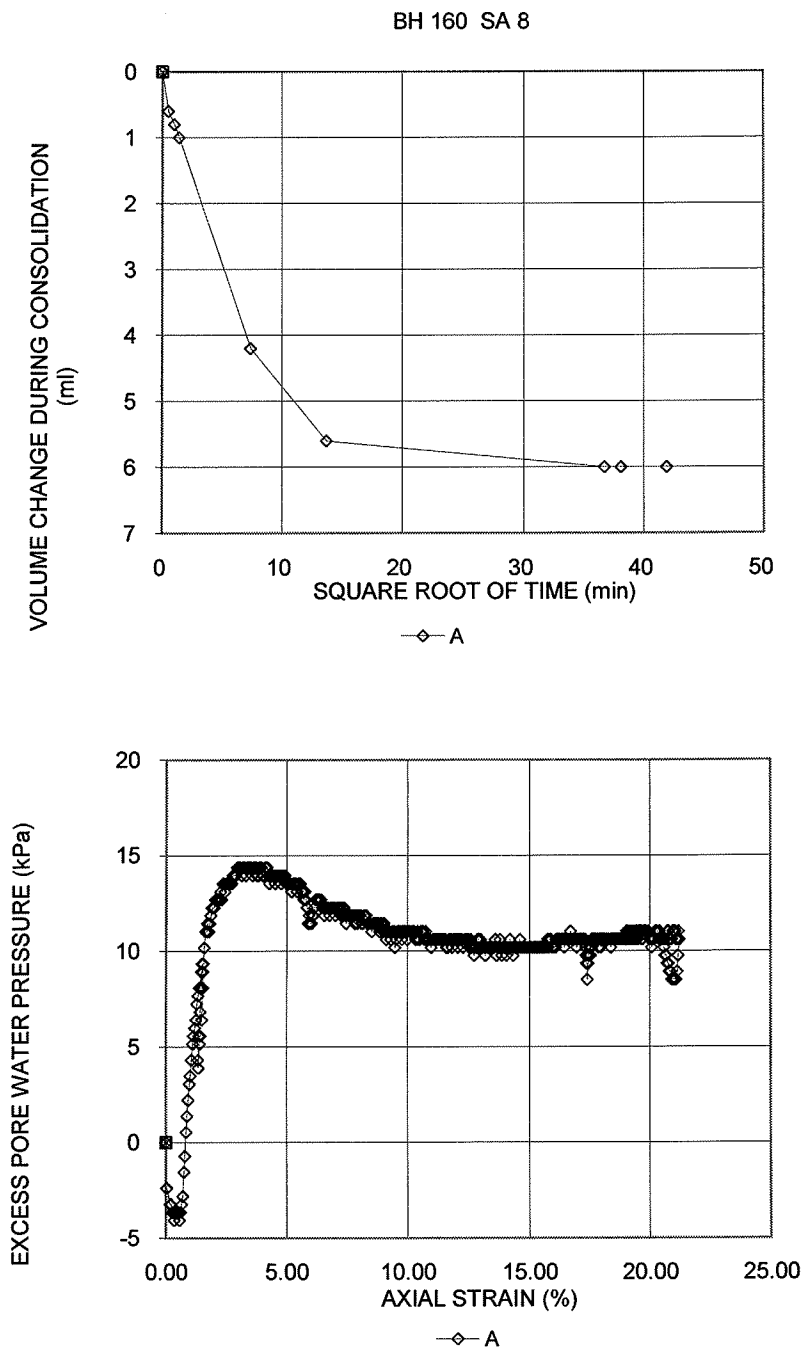 BH 160 SA 8
VOLUME CHANGE DURING CONSOLIDATION
(ml)
0
1
2
3
4
5
6
7
0 10 20 30 40 50
SQUARE ROOT OF TIME (min)
A
EXCESS PORE WATER PRESSURE (kPa)
20
15
10
5
0
-5
0.00 5.00 10.00 15.00 20.00 25.00
AXIAL STRAIN (%)
A